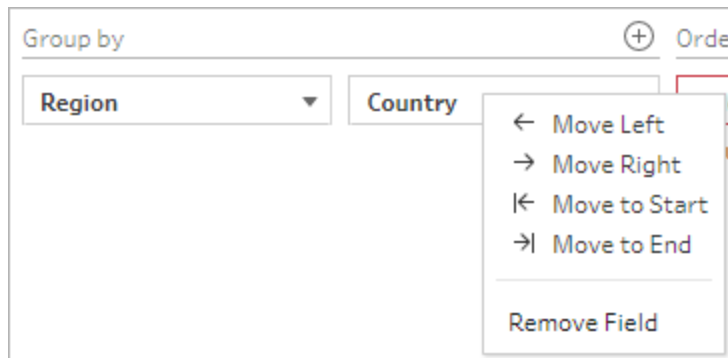 Group by Orde
Region Country
Move Left
Move Right
Move to Start
Move to End
Remove Field